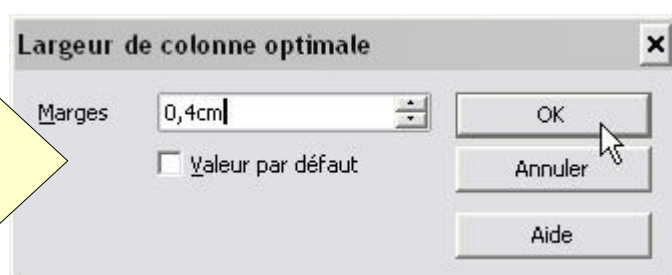 Largeur de colonne optimale
Marges 0,4cm
Valeur par défaut
OK
Annuler
Aide